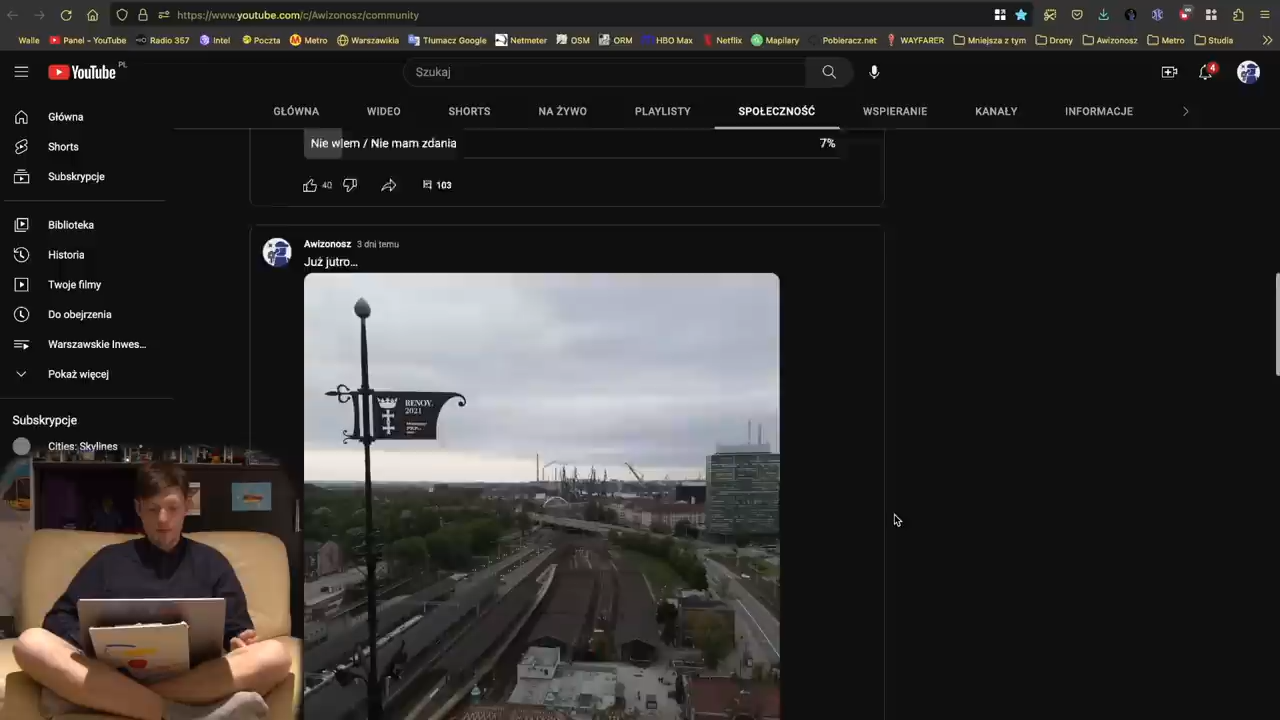 https://www.youtube.com/c/Awizonosz/community
Walle Panel - YouTube Radio 357 Intel Poczta Metro Warszawikia Tłumacz Google Netmeter OSM ORM HBO Max Netflix Mapilary Pobieracz.net WAYFARER Mniejsza z tym Drony Awizonosz Metro Studia
YouTube PL
Szukaj
4
GŁÓWNA WIDEO SHORTS NA ŻYWO PLAYLISTY SPOŁECZNOŚĆ WSPIERANIE KANAŁY INFORMACJE
Główna
Shorts
Subskrypcje
Biblioteka
Historia
Twoje filmy
Do obejrzenia
Warszawskie Inwes...
Pokaż więcej
Subskrypcje
Cities: Skylines
Nie wiem / Nie mam zdania 7%
40 103
Awizonosz 3 dni temu
Już jutro...
RENOV.
2021